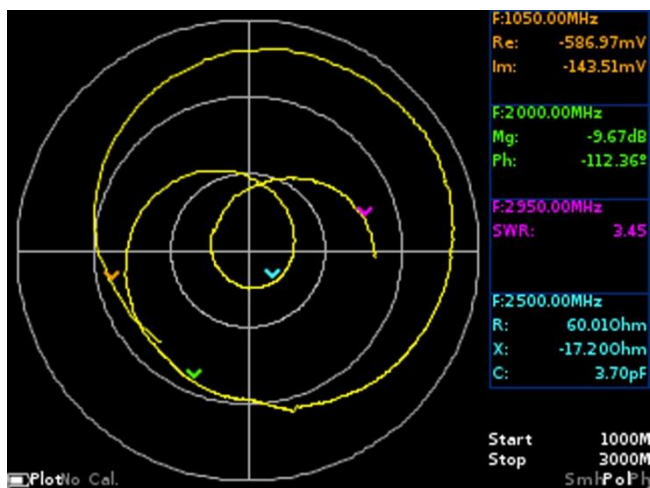 F:1050.00MHz
Re: -586.97mV
Im: -143.51mV
F:2000.00MHz
Mg: -9.67dB
Ph: -112.36º
F:2950.00MHz
SWR: 3.45
F:2500.00MHz
R: 60.01Ohm
X: -17.20Ohm
C: 3.70pF
Start 1000M
Stop 3000M
Plot No Cal. Smh Pol Ph